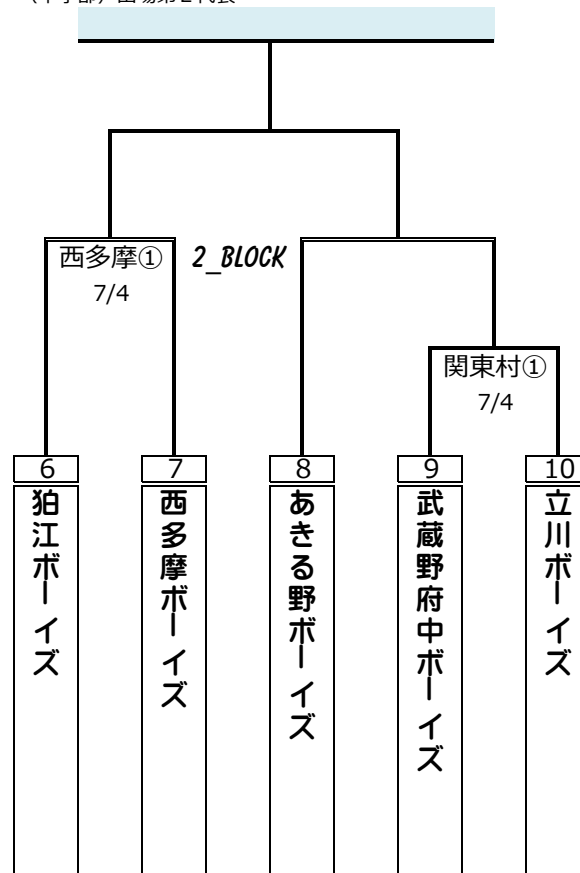 西多摩①
7/4
2_BLOCK
関東村①
7/4
6
7
8
9
10
狛江ボーイズ
西多摩ボーイズ
あきる野ボーイズ
武蔵野府中ボーイズ
立川ボーイズ